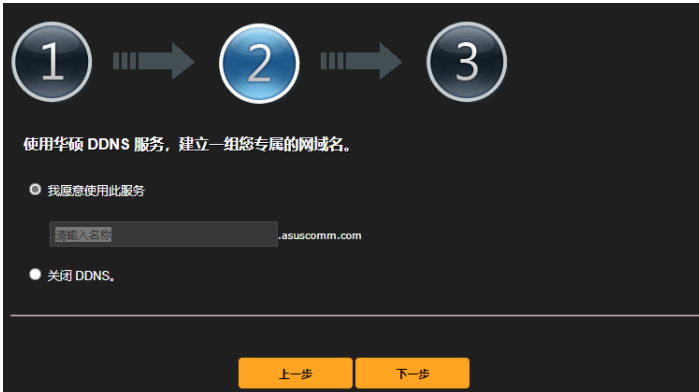 1 2 3
使用华硕 DDNS 服务，建立一组您专属的网域名。
我愿意使用此服务
请输入名称 .asuscomm.com
关闭 DDNS。
上一步 下一步